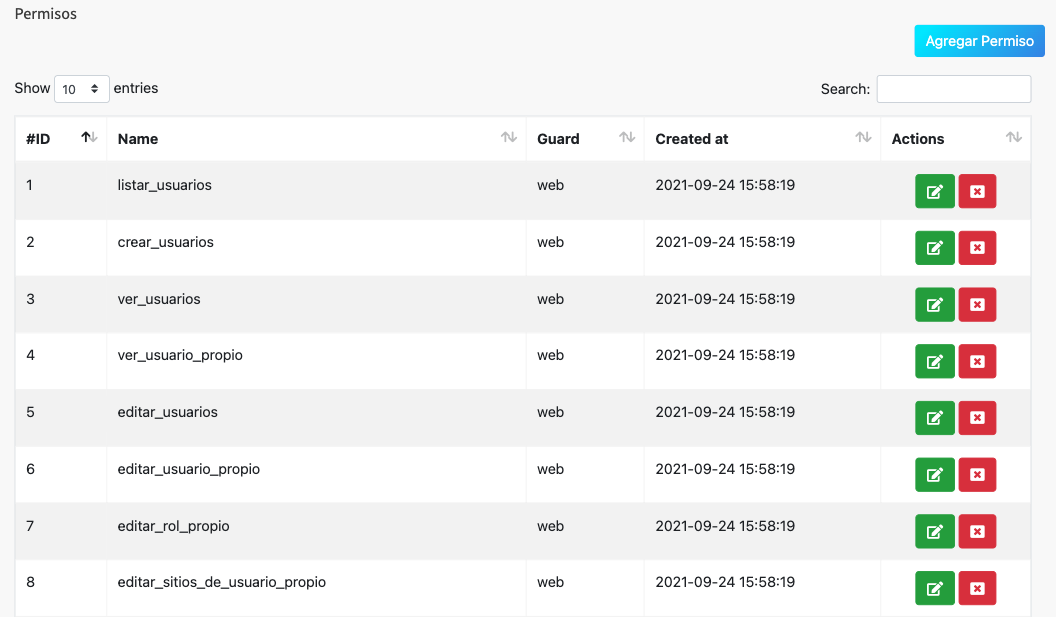 Permisos
Agregar Permiso
Show 10 entries
Search:
#ID Name Guard Created at Actions
1 listar_usuarios web 2021-09-24 15:58:19
2 crear_usuarios web 2021-09-24 15:58:19
3 ver_usuarios web 2021-09-24 15:58:19
4 ver_usuario_propio web 2021-09-24 15:58:19
5 editar_usuarios web 2021-09-24 15:58:19
6 editar_usuario_propio web 2021-09-24 15:58:19
7 editar_rol_propio web 2021-09-24 15:58:19
8 editar_sitios_de_usuario_propio web 2021-09-24 15:58:19